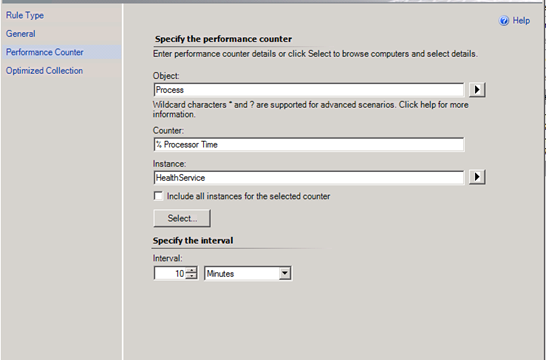 Rule Type
General
Performance Counter
Optimized Collection
Help
Specify the performance counter
Enter performance counter details or click Select to browse computers and select details.
Object:
Process
Wildcard characters * and ? are supported for advanced scenarios. Click help for more
information.
Counter:
% Processor Time
Instance:
HealthService
Include all instances for the selected counter
Select...
Specify the interval
Interval:
10 Minutes